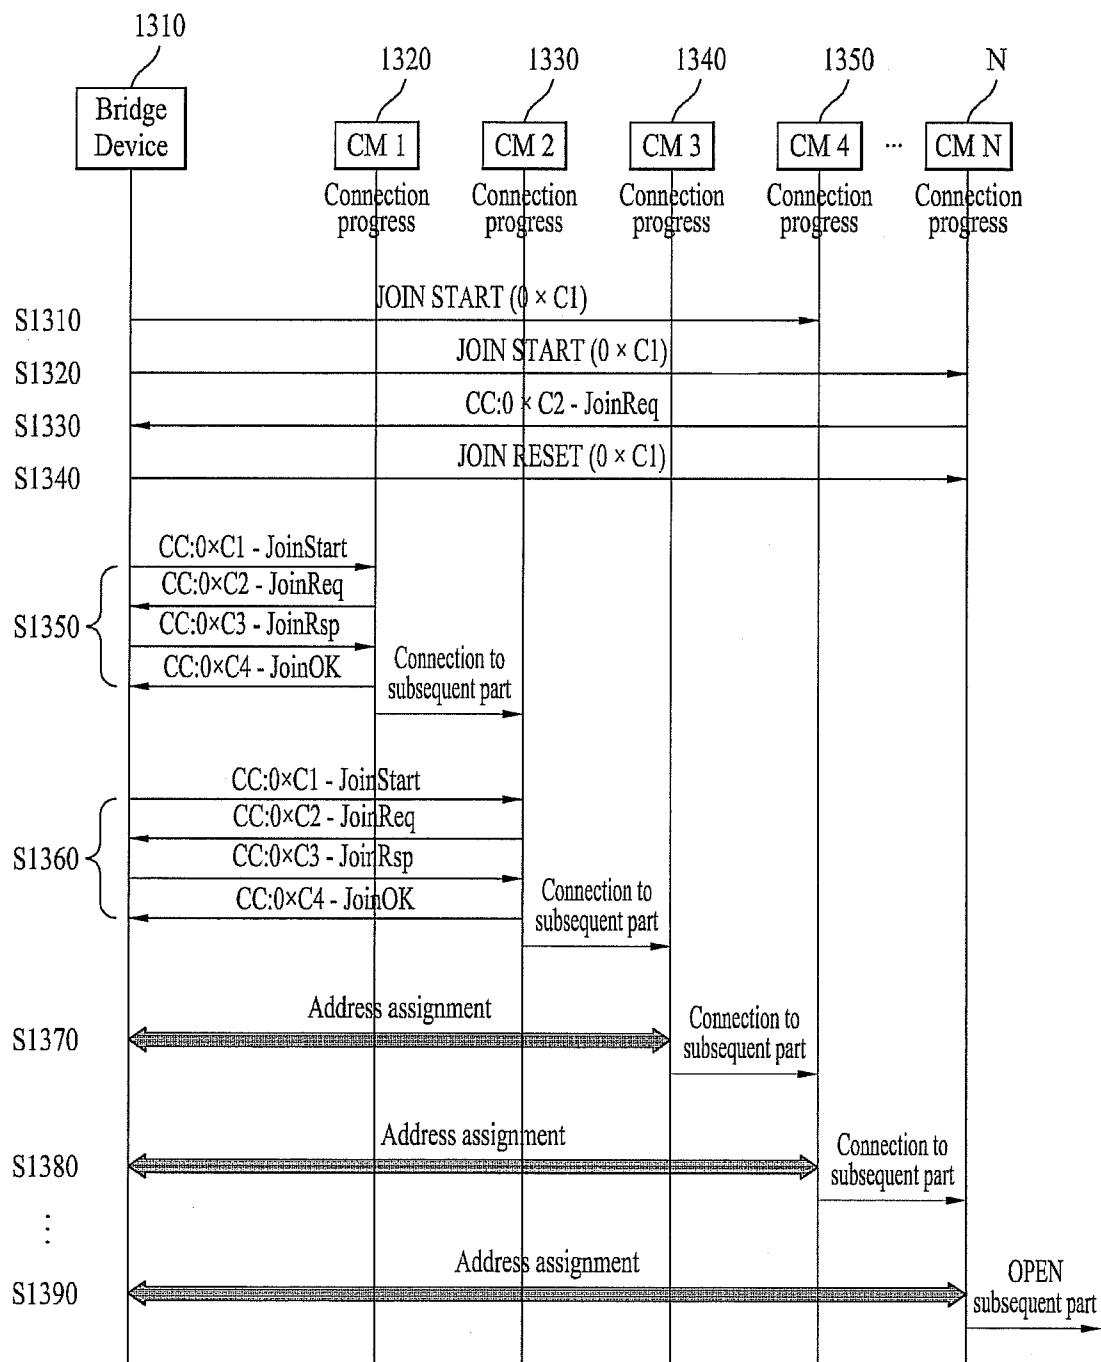 1310
1320
1330
1340
1350
N
Bridge
Device
CM 1
CM 2
CM 3
CM 4
...
CM N
Connection
progress
Connection
progress
Connection
progress
Connection
progress
Connection
progress
JOIN START (0 × C1)
S1310
JOIN START (0 × C1)
S1320
CC:0 × C2 - JoinReq
S1330
JOIN RESET (0 × C1)
S1340
CC:0×C1 - JoinStart
CC:0×C2 - JoinReq
S1350
CC:0×C3 - JoinRsp
CC:0×C4 - JoinOK
Connection to
subsequent part
CC:0×C1 - JoinStart
CC:0×C2 - JoinReq
S1360
CC:0×C3 - JoinRsp
CC:0×C4 - JoinOK
Connection to
subsequent part
Address assignment
S1370
Connection to
subsequent part
Address assignment
S1380
Connection to
subsequent part
⋮
Address assignment
S1390
OPEN
subsequent part